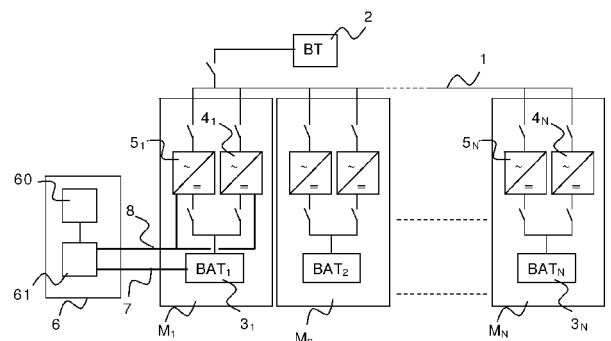 2
BT
1
5₁
4₁
5N
4N
~
=
~
=
~
=
~
=
~
=
~
=
60
8
61
6
7
BAT₁
BAT₂
BATN
M₁
3₁
MN
3N